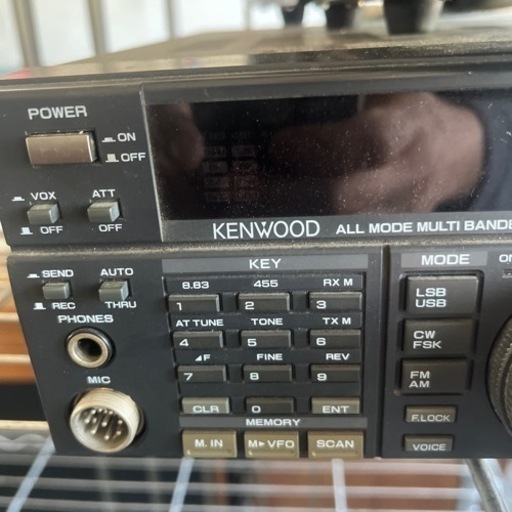 POWER
ON
OFF
VOX
OFF
ATT
OFF
KENWOOD ALL MODE MULTI BANDE
SEND
REC
AUTO
THRU
PHONES
MIC
KEY
8.83 455 RX M
1 2 3
AT TUNE TONE TX M
4 5 6
⊿F FINE REV
7 8 9
CLR 0 ENT
MEMORY
M. IN M►VFO SCAN
MODE
ON
LSB
USB
CW
FSK
FM
AM
F.LOCK
VOICE